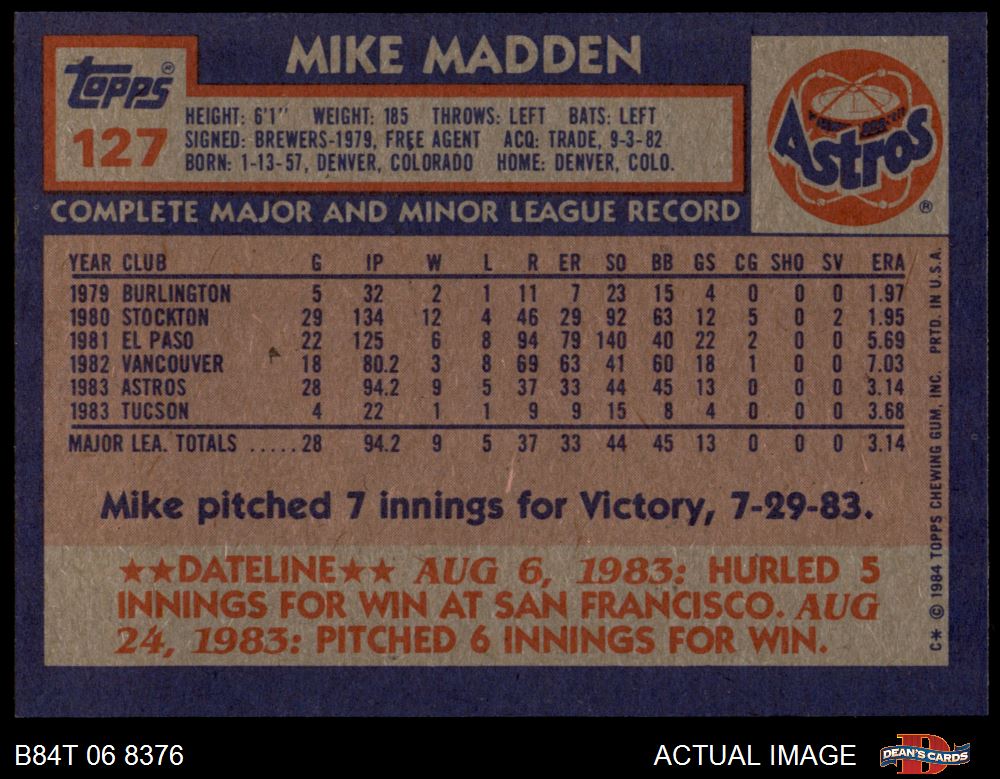 MIKE MADDEN
Topps®
127
HEIGHT: 6'1" WEIGHT: 185 THROWS: LEFT BATS: LEFT
SIGNED: BREWERS-1979, FREE AGENT ACQ: TRADE, 9-3-82
BORN: 1-13-57, DENVER, COLORADO HOME: DENVER, COLO.
Astros
®
COMPLETE MAJOR AND MINOR LEAGUE RECORD
YEAR CLUB G IP W L R ER SO BB GS CG SHO SV ERA
1979 BURLINGTON 5 32 2 1 11 7 23 15 4 0 0 0 1.97
1980 STOCKTON 29 134 12 4 46 29 92 63 12 5 0 2 1.95
1981 EL PASO 22 125 6 8 94 79 140 40 22 2 0 0 5.69
1982 VANCOUVER 18 80.2 3 8 69 63 41 60 18 1 0 0 7.03
1983 ASTROS 28 94.2 9 5 37 33 44 45 13 0 0 0 3.14
1983 TUCSON 4 22 1 1 9 9 15 8 4 0 0 0 3.68
MAJOR LEA. TOTALS .....28 94.2 9 5 37 33 44 45 13 0 0 0 3.14
Mike pitched 7 innings for Victory, 7-29-83.
★★DATELINE★★ AUG 6, 1983: HURLED 5
INNINGS FOR WIN AT SAN FRANCISCO. AUG
24, 1983: PITCHED 6 INNINGS FOR WIN.
C* © 1984 TOPPS CHEWING GUM, INC. PRTD. IN U.S.A.
B84T 06 8376
ACTUAL IMAGE
DEAN'S CARDS